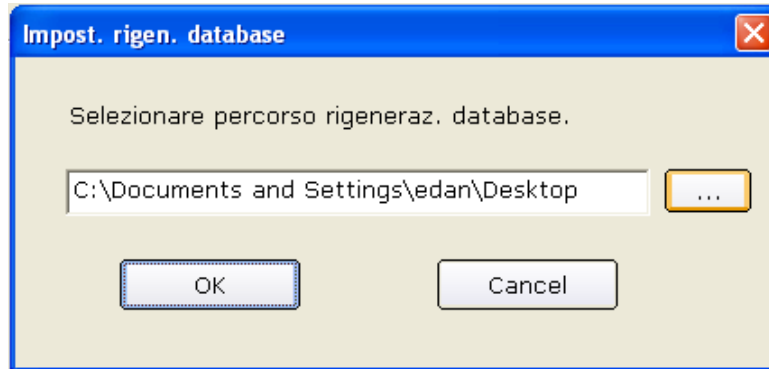 Impost. rigen. database
Selezionare percorso rigeneraz. database.
C:\Documents and Settings\edan\Desktop
...
OK
Cancel